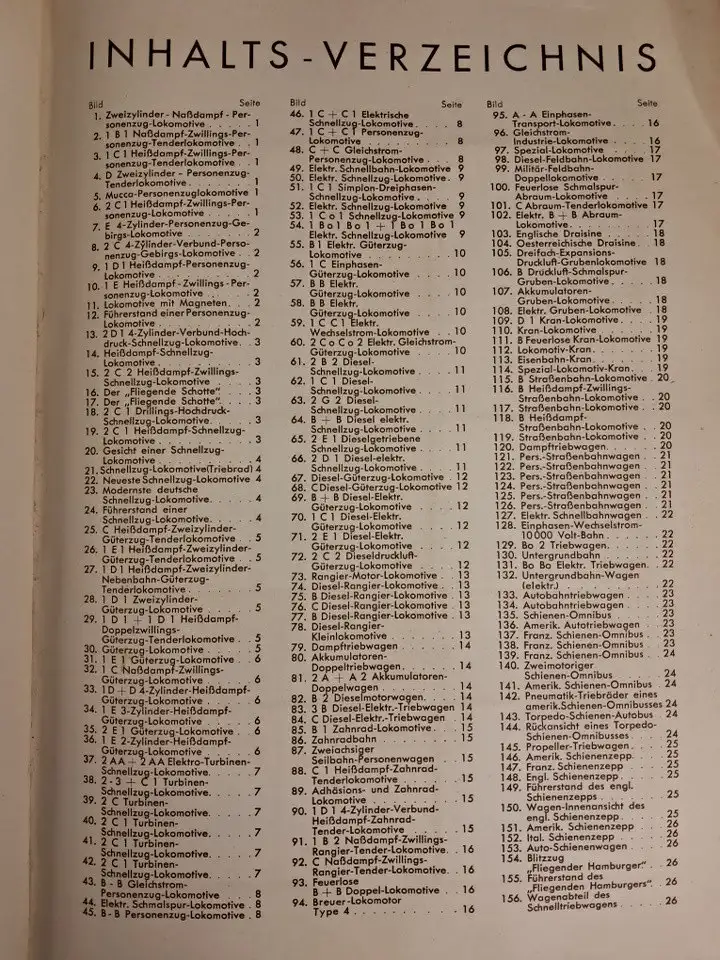 INHALTS-VERZEICHNIS
Bild Seite
1. Zweizylinder-Naßdampf-Per-
sonenzug-Lokomotive . . . . 1
2. 1 B 1 Naßdampf-Zwillings-Per-
sonenzug-Tenderlokomotive . 1
3. 1 C 1 Heißdampf-Zwillings-Per-
sonenzug-Tenderlokomotive . 1
4. D Zweizylinder-Personenzug-
Tenderlokomotive . . . . . 1
5. Mucca-Personenzuglokomotive 1
6. 2 C 1 Heißdampf-Zwillings-Per-
sonenzug-Lokomotive . . . . 1
7. E 4-Zylinder-Personenzug-Ge-
birgs-Lokomotive . . . . . 2
8. 2 C 4-Zylinder-Verbund-Perso-
nenzug-Gebirgs-Lokomotive . . 2
9. 1 D 1 Heißdampf-Personenzug-
Lokomotive . . . . . . . 2
10. 1 E Heißdampf-Zwillings-Per-
sonenzug-Lokomotive . . . . 2
11. Lokomotive mit Magneten. . . 2
12. Führerstand einer Personenzug-
Lokomotive . . . . . . . 2
13. 2 D 1 4-Zylinder-Verbund-Hoch-
druck-Schnellzug-Lokomotive. . 3
14. Heißdampf-Schnellzug-
Lokomotive . . . . . . . 3
15. 2 C 2 Heißdampf-Zwillings-
Schnellzug-Lokomotive . . . 3
16. Der „Fliegende Schotte" . . . 3
17. Der „Fliegende Schotte". . . . 3
18. 2 C 1 Drillings-Hochdruck-
Schnellzug-Lokomotive. . . . 3
19. 2 C 1 Heißdampf-Schnellzug-
Lokomotive . . . . . . . 3
20. Gesicht einer Schnellzug-
Lokomotive . . . . . . . 4
21. Schnellzug-Lokomotive(Triebrad) 4
22. Neueste Schnellzug-Lokomotive 4
23. Modernste deutsche
Schnellzug-Lokomotive. . . . 4
24. Führerstand einer
Schnellzug-Lokomotive. . . . 4
25. C Heißdampf-Zweizylinder-
Güterzug-Tenderlokomotive . . 5
26. 1 E 1 Heißdampf-Zweizylinder-
Güterzug-Tenderlokomotive . . 5
27. 1 D 1 Heißdampf-Zweizylinder-
Nebenbahn-Güterzug-
Tenderlokomotive . . . . . 5
28. 1 D 1 Zweizylinder-
Güterzug-Lokomotive . . . . 5
29. 1 D 1 + 1 D 1 Heißdampf-
Doppelzwillings-
Güterzug-Tenderlokomotive . . 5
30. Güterzug-Lokomotive . . . . 5
31. 1 E 1 Güterzug-Lokomotive . . 6
32. 1 C Naßdampf-Zwillings-
Güterzug-Lokomotive . . . . 6
33. 1 D + D 4-Zylinder-Heißdampf-
Güterzug-Lokomotive . . . . 6
34. 1 E 3-Zylinder-Heißdampf-
Güterzug-Lokomotive . . . . 6
35. 2 E 1 Güterzug-Lokomotive . . 6
36. 1 E 2-Zylinder-Heißdampf-
Güterzug-Lokomotive . . . . 6
37. 2 AA + 2 AA Elektro-Turbinen-
Schnellzug-Lokomotive. . . . 7
38. 2 - 3 + C 1 Turbinen-
Schnellzug-Lokomotive. . . . 7
39. 2 C Turbinen-
Schnellzug-Lokomotive. . . . 7
40. 2 C 1 Turbinen-
Schnellzug-Lokomotive. . . . 7
41. 2 C 1 Turbinen-
Schnellzug-Lokomotive. . . . 7
42. 2 C 1 Turbinen-
Schnellzug-Lokomotive. . . . 7
43. B - B Gleichstrom-
Personenzug-Lokomotive . . . 8
44. Elektr. Schmalspur-Lokomotive . 8
45. B - B Personenzug-Lokomotive . 8
Bild Seite
46. 1 C + C 1 Elektrische
Schnellzug-Lokomotive. . . . 8
47. 1 C + C 1 Personenzug-
Lokomotive . . . . . . . 8
48. C + C Gleichstrom-
Personenzug-Lokomotive . . . 8
49. Elektr. Schnellbahn-Lokomotive 9
50. Elektr. Schnellzug-Lokomotive . 9
51. 1 C 1 Simplon-Dreiphasen-
Schnellzug-Lokomotive . . . . 9
52. Elektr. Schnellzug-Lokomotive . 9
53. 1 Co 1 Schnellzug-Lokomotive 9
54. 1 Bo 1 Bo 1 + 1 Bo 1 Bo 1
Elektr. Schnellzug-Lokomotive . 9
55. B 1 Elektr. Güterzug-
Lokomotive . . . . . . . 10
56. 1 C Einphasen-
Güterzug-Lokomotive . . . . 10
57. B B Elektr.
Güterzug-Lokomotive . . . . 10
58. B B Elektr.
Güterzug-Lokomotive . . . . 10
59. 1 C C 1 Elektr.
Wechselstrom-Lokomotive . . 10
60. 2 C o C o 2 Elektr. Gleichstrom-
Güterzug-Lokomotive . . . . 10
61. 2 B 2 Diesel-
Schnellzug-Lokomotive . . . . 11
62. 1 C 1 Diesel-
Schnellzug-Lokomotive . . . . 11
63. 2 G 2 Diesel-
Schnellzug-Lokomotive . . . . 11
64. B + B Diesel elektr.
Schnellzug-Lokomotive . . . . 11
65. 2 E 1 Dieselgetriebene
Schnellzug-Lokomotive . . . . 11
66. 2 D 1 Diesel-elektr.
Schnellzug-Lokomotive . . . . 11
67. Diesel-Güterzug-Lokomotive . . 12
68. C Diesel-Güterzug-Lokomotive 12
69. B + B Diesel-Elektr.
Güterzug-Lokomotive . . . . 12
70. 1 C 1 Diesel-Elektr.
Güterzug-Lokomotive . . . . 12
71. 2 E 1 Diesel-Elektr.
Güterzug-Lokomotive . . . . 12
72. 2 C 2 Dieseldruckluft-
Güterzug-Lokomotive . . . . 12
73. Rangier-Motor-Lokomotive . . 13
74. Diesel-Rangier-Lokomotive . . 13
75. B Diesel-Rangier-Lokomotive . 13
76. C Diesel-Rangier-Lokomotive . 13
77. B Diesel-Rangier-Lokomotive . 13
78. Diesel-Rangier-
Kleinlokomotive . . . . . . 13
79. Dampftriebwagen . . . . . . 14
80. Akkumulatoren-
Doppeltriebwagen. . . . . . 14
81. 2 A + A 2 Akkumulatoren-
Doppelwagen . . . . . . . 14
82. B 2 Dieselmotorwagen. . . . 14
83. 3 B Diesel-Elektr.-Triebwagen 14
84. C Diesel-Elektr.-Triebwagen . 14
85. B 1 Zahnrad-Lokomotive. . . 15
86. Zahnradbahn . . . . . . . 15
87. Zweiachsiger
Seilbahn-Personenwagen . . . 15
88. C 1 Heißdampf-Zahnrad-
Tenderlokomotive . . . . . 15
89. Adhäsions- und Zahnrad-
Lokomotive . . . . . . . 15
90. 1 D 1 4-Zylinder-Verbund-
Heißdampf-Zahnrad-
Tender-Lokomotive . . . . . 15
91. 1 B 2 Naßdampf-Zwillings-
Rangier-Tender-Lokomotive. . . 16
92. C Naßdampf-Zwillings-
Rangier-Tender-Lokomotive. . . 16
93. Feuerlose
B + B Doppel-Lokomotive . . 16
94. Breuer-Lokomotor
Type 4 . . . . . . . . . 16
Bild Seite
95. A - A Einphasen-
Transport-Lokomotive. . . . . 16
96. Gleichstrom-
Industrie-Lokomotive . . . . 16
97. Spezial-Lokomotive . . . . . 17
98. Diesel-Feldbahn-Lokomotive 17
99. Militär-Feldbahn-
Doppellokomotive . . . . . 17
100. Feuerlose Schmalspur-
Abraum-Lokomotive . . . . . 17
101. C Abraum-Tenderlokomotive 17
102. Elektr. B + B Abraum-
Lokomotive. . . . . . . . 17
103. Englische Draisine . . . . . 18
104. Oesterreichische Draisine. . . 18
105. Dreifach-Expansions-
Druckluft-Grubenlokomotive 18
106. B Druckluft-Schmalspur-
Gruben-Lokomotive. . . . . 18
107. Akkumulatoren-
Gruben-Lokomotive. . . . . 18
108. Elektr. Gruben-Lokomotive . 18
109. D 1 Kran-Lokomotive. . . . 19
110. Kran-Lokomotive . . . . . 19
111. B Feuerlose Kran-Lokomotive 19
112. Lokomotiv-Kran. . . . . . 19
113. Eisenbahn-Kran. . . . . . 19
114. Spezial-Lokomotiv-Kran. . . 19
115. B Straßenbahn-Lokomotive . 20
116. B Heißdampf-Zwillings-
Straßenbahn-Lokomotive . . 20
117. Straßenbahn-Lokomotive . . 20
118. B Heißdampf-
Straßenbahn-Lokomotive . . 20
119. Straßenbahn-Lokomotive . . 20
120. Dampftriebwagen. . . . . . 20
121. Pers.-Straßenbahnwagen . . 21
122. Pers.-Straßenbahnwagen . . 21
123. Pers.-Straßenbahnwagen . . 21
124. Pers.-Straßenbahnwagen . . 21
125. Pers.-Straßenbahnwagen . . 21
126. Pers.-Straßenbahnwagen . . 21
127. Elektr. Schnellbahnwagen . . 22
128. Einphasen-Wechselstrom-
10 000 Volt-Bahn. . . . . . 22
129. Bo 2 Triebwagen. . . . . . 22
130. Untergrundbahn . . . . . . 22
131. Bo Bo Elektr. Triebwagen. . 22
132. Untergrundbahn-Wagen
(elektr.) . . . . . . . . 22
133. Autobahntriebwagen . . . . 23
134. Autobahntriebwagen . . . . 23
135. Schienen-Omnibus . . . . . 23
136. Amerik. Autotriebwagen . . 23
137. Franz. Schienen-Omnibus . . 23
138. Franz. Schienen-Omnibus . . 23
139. Franz. Schienen-Omnibus . . 23
140. Zweimotoriger
Schienen-Omnibus . . . . . 24
141. Amerik. Schienen-Omnibus . 24
142. Pneumatik-Trieb­räder eines
amerik.Schienen-Omnibusses 24
143. Torpedo-Schienen-Autobus . 24
144. Rückansicht eines Torpedo-
Schienen-Omnibusses . . . . 24
145. Propeller-Triebwagen . . . . 25
146. Amerik. Schienenzepp. . . . 25
147. Franz. Schienenzepp . . . . 25
148. Engl. Schienenzepp . . . . 25
149. Führerstand des engl.
Schienenzepps . . . . . . 25
150. Wagen-Innenansicht des
engl. Schienenzepp . . . . 25
151. Amerik. Schienenzepp . . . 26
152. Ital. Schienenzepp . . . . . 26
153. Auto-Schienenwagen . . . . 26
154. Blitzzug
„Fliegender Hamburger". . . 26
155. Führerstand des
„Fliegenden Hamburgers". . 26
156. Wagenabteil des
Schnelltriebwagens . . . . . 26